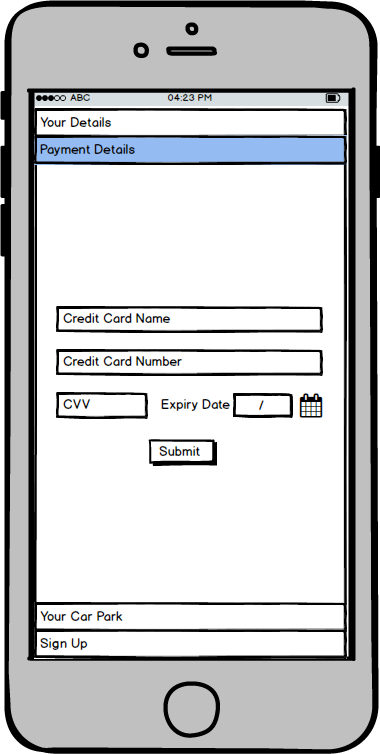 ABC 04:23 PM
Your Details
Payment Details
Credit Card Name
Credit Card Number
CVV Expiry Date /
Submit
Your Car Park
Sign Up